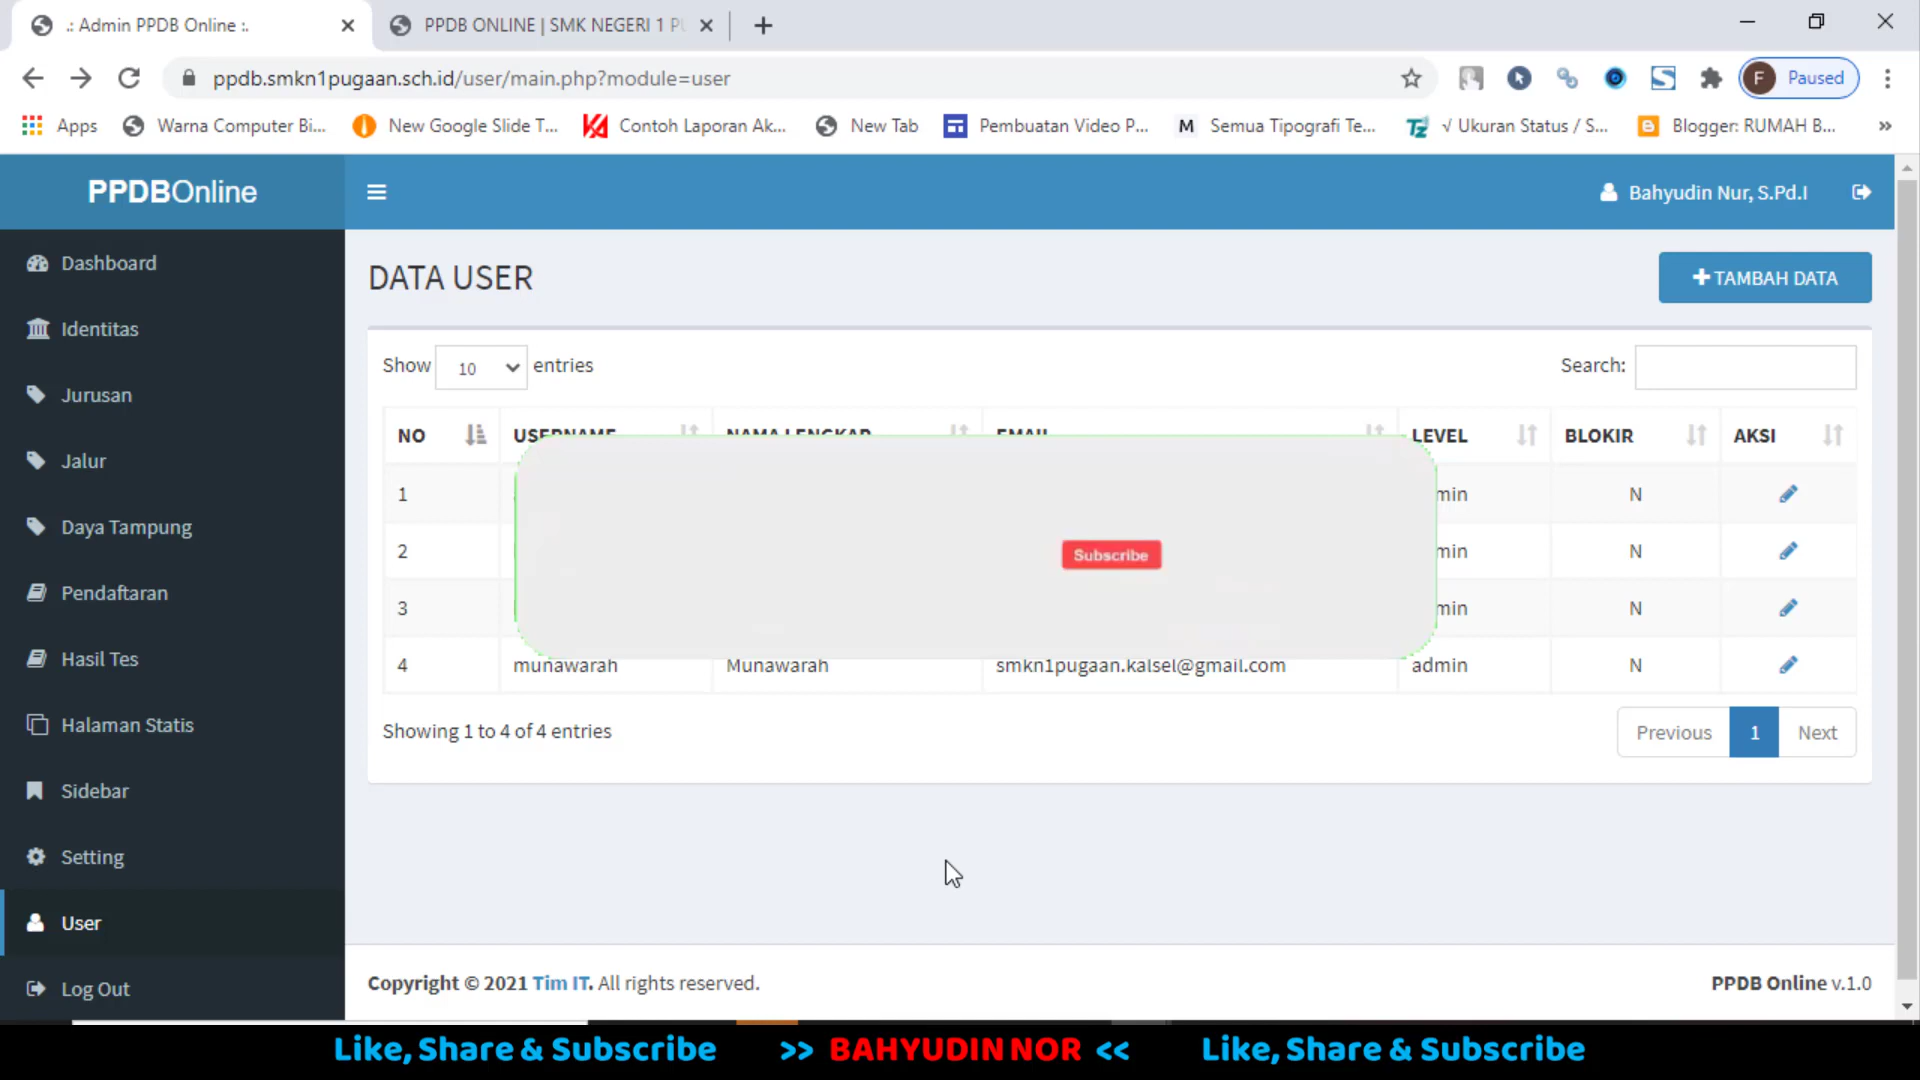 .: Admin PPDB Online :.
PPDB ONLINE | SMK NEGERI 1 PU
ppdb.smkn1pugaan.sch.id/user/main.php?module=user
F Paused
Apps
Warna Computer Bi...
New Google Slide T...
Contoh Laporan Ak...
New Tab
Pembuatan Video P...
M Semua Tipografi Te...
√ Ukuran Status / S...
Blogger: RUMAH B...
»
PPDBOnline
Bahyudin Nur, S.Pd.I
Dashboard
Identitas
Jurusan
Jalur
Daya Tampung
Pendaftaran
Hasil Tes
Halaman Statis
Sidebar
Setting
User
Log Out
DATA USER
TAMBAH DATA
Show 10 entries
Search:
NO USERNAME NAMA LENGKAP EMAIL LEVEL BLOKIR AKSI
1 min N
2 min N
3 min N
Subscribe
4 munawarah Munawarah smkn1pugaan.kalsel@gmail.com admin N
Showing 1 to 4 of 4 entries
Previous 1 Next
Copyright © 2021 Tim IT. All rights reserved.
PPDB Online v.1.0
Like, Share & Subscribe >> BAHYUDIN NOR << Like, Share & Subscribe